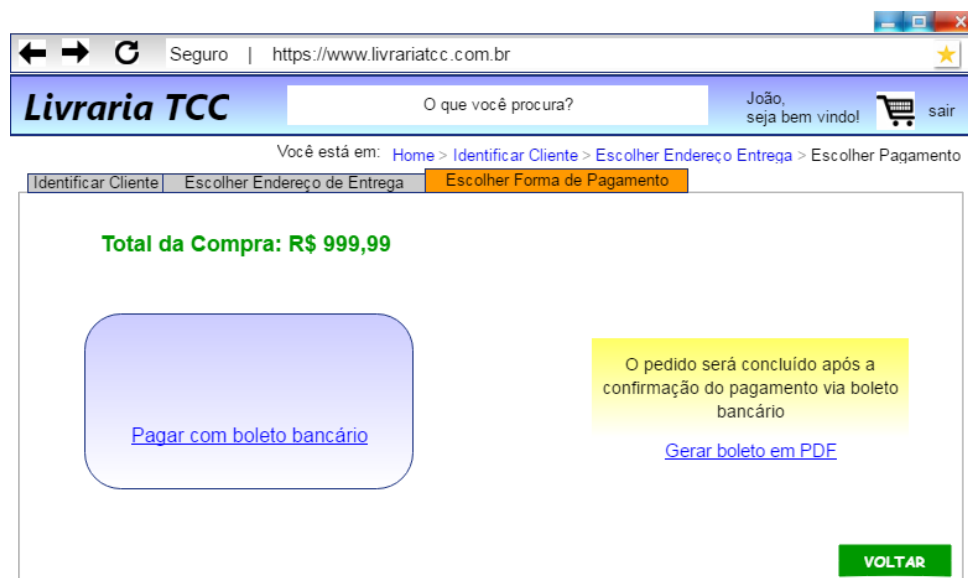 Seguro | https://www.livrariatcc.com.br
Livraria TCC
O que você procura?
João,
seja bem vindo!
sair
Você está em: Home > Identificar Cliente > Escolher Endereço Entrega > Escolher Pagamento
Identificar Cliente
Escolher Endereço de Entrega
Escolher Forma de Pagamento
Total da Compra: R$ 999,99
Pagar com boleto bancário
O pedido será concluído após a
confirmação do pagamento via boleto
bancário
Gerar boleto em PDF
VOLTAR